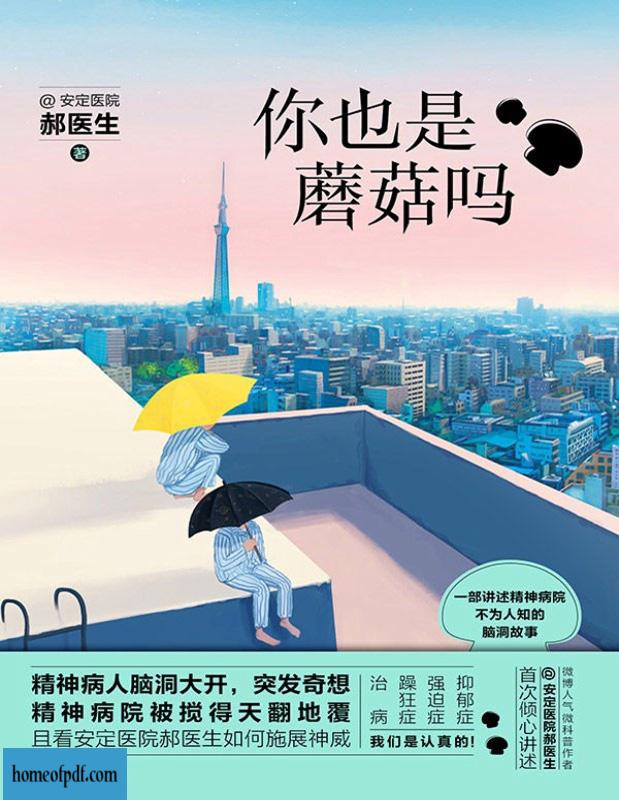 @安定医院
郝医生
著
你也是
蘑菇吗
一部讲述精神病院
不为人知的
脑洞故事
精神病人脑洞大开，突发奇想
精神病院被搅得天翻地覆
且看安定医院郝医生如何施展神威
抑郁症
强迫症
躁狂症
治病
我们是认真的！
微博人气微科普作者
@安定医院郝医生
首次倾心讲述
homeofpdf.com